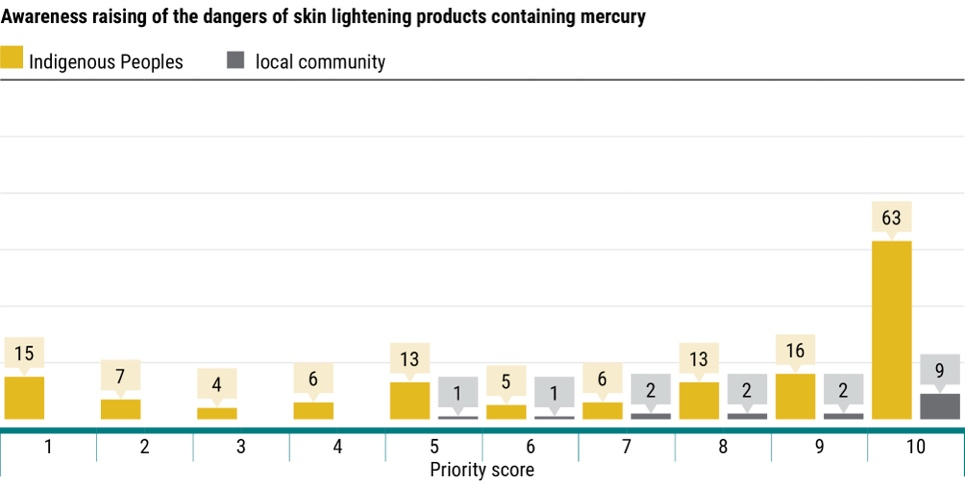 Awareness raising of the dangers of skin lightening products containing mercury
Indigenous Peoples local community
15 7 4 6 13 1 5 1 6 2 13 2 16 2 63 9
1 2 3 4 5 6 7 8 9 10
Priority score